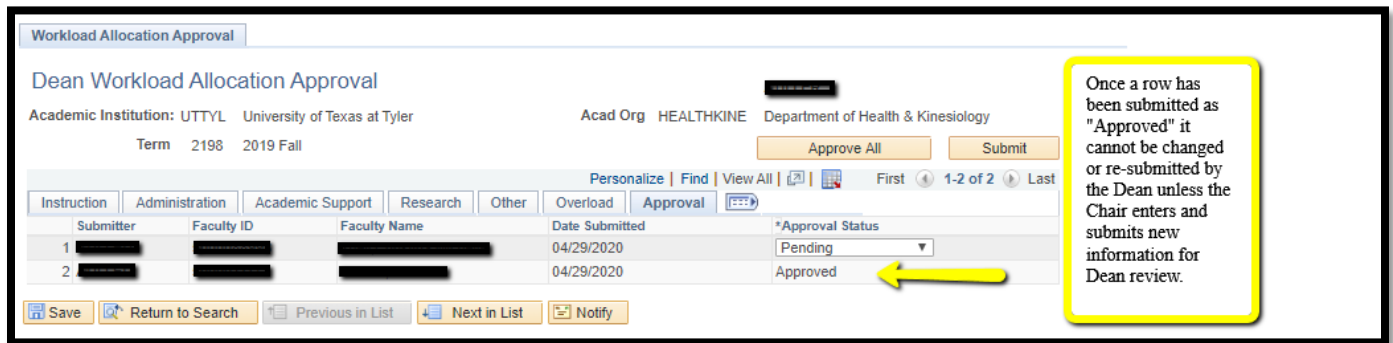 Workload Allocation Approval
Dean Workload Allocation Approval
Academic Institution: UTTYL University of Texas at Tyler Acad Org HEALTHKINE Department of Health & Kinesiology
Term 2198 2019 Fall
Approve All Submit
Personalize | Find | View All | | First 1-2 of 2 Last
Instruction Administration Academic Support Research Other Overload Approval
Submitter Faculty ID Faculty Name Date Submitted *Approval Status
1 04/29/2020 Pending
2 04/29/2020 Approved
Save Return to Search Previous in List Next in List Notify
Once a row has
been submitted as
"Approved" it
cannot be changed
or re-submitted by
the Dean unless the
Chair enters and
submits new
information for
Dean review.